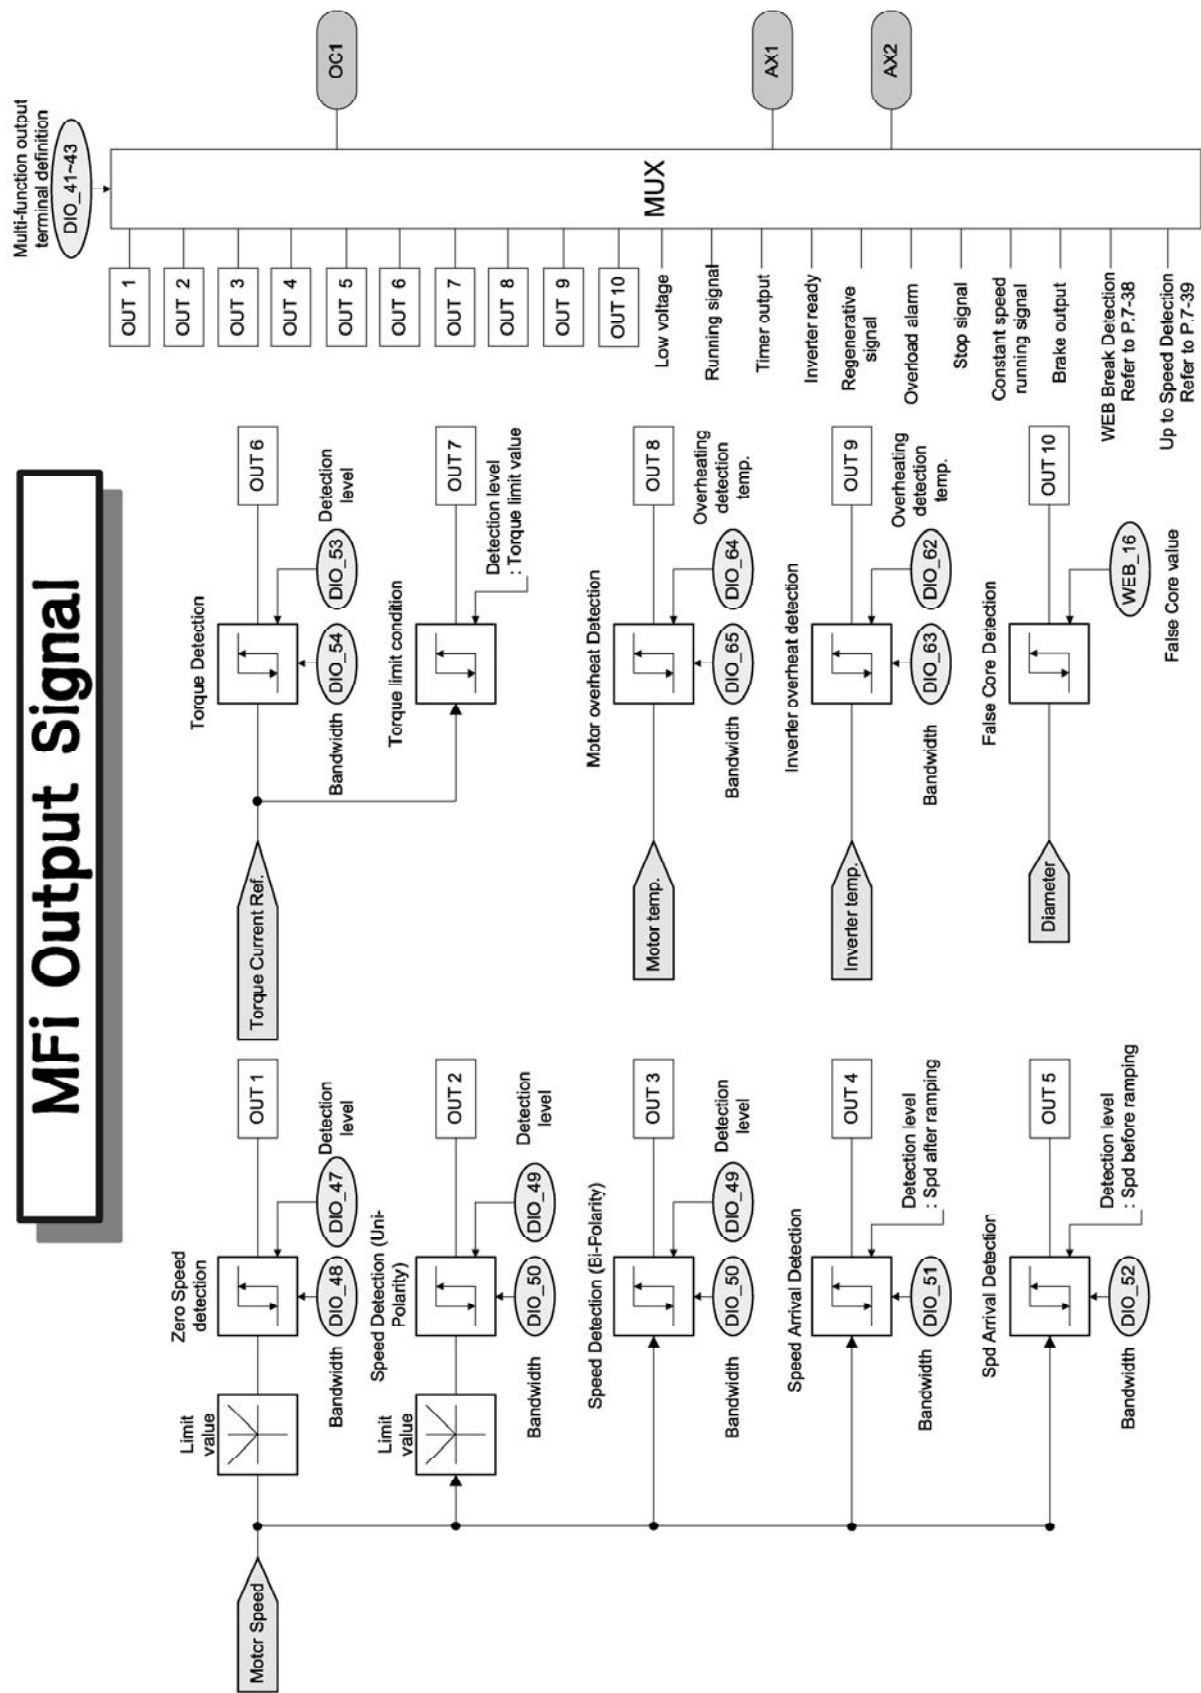 MFi Output Signal
Motor Speed
Limit
value
Zero Speed
detection
OUT 1
Bandwidth
DIO_48
DIO_47
Detection
level
Limit
value
Speed Detection (Uni-
Polarity)
OUT 2
Bandwidth
DIO_50
DIO_49
Detection
level
Speed Detection (Bi-Polarity)
OUT 3
Bandwidth
DIO_50
DIO_49
Detection
level
Speed Arrival Detection
OUT 4
Bandwidth
DIO_51
Detection level
: Spd after ramping
Spd Arrival Detection
OUT 5
Bandwidth
DIO_52
Detection level
: Spd before ramping
Torque Current Ref.
Torque Detection
OUT 6
Bandwidth
DIO_54
DIO_53
Detection
level
Torque limit condition
OUT 7
Detection level
: Torque limit value
Motor temp.
Motor overheat Detection
OUT 8
Bandwidth
DIO_65
DIO_64
Overheating
detection
temp.
Inverter temp.
Inverter overheat detection
OUT 9
Bandwidth
DIO_63
DIO_62
Overheating
detection
temp.
Diameter
False Core Detection
OUT 10
WEB_16
False Core value
Multi-function output
terminal definition
DIO_41~43
OUT 1
OUT 2
OUT 3
OUT 4
OUT 5
OUT 6
OUT 7
OUT 8
OUT 9
OUT 10
Low voltage
Running signal
Timer output
Inverter ready
Regenerative
signal
Overload alarm
Stop signal
Constant speed
running signal
Brake output
WEB Break Detection
Refer to P.7-38
Up to Speed Delection
Refer to P.7-39
MUX
OC1
AX1
AX2